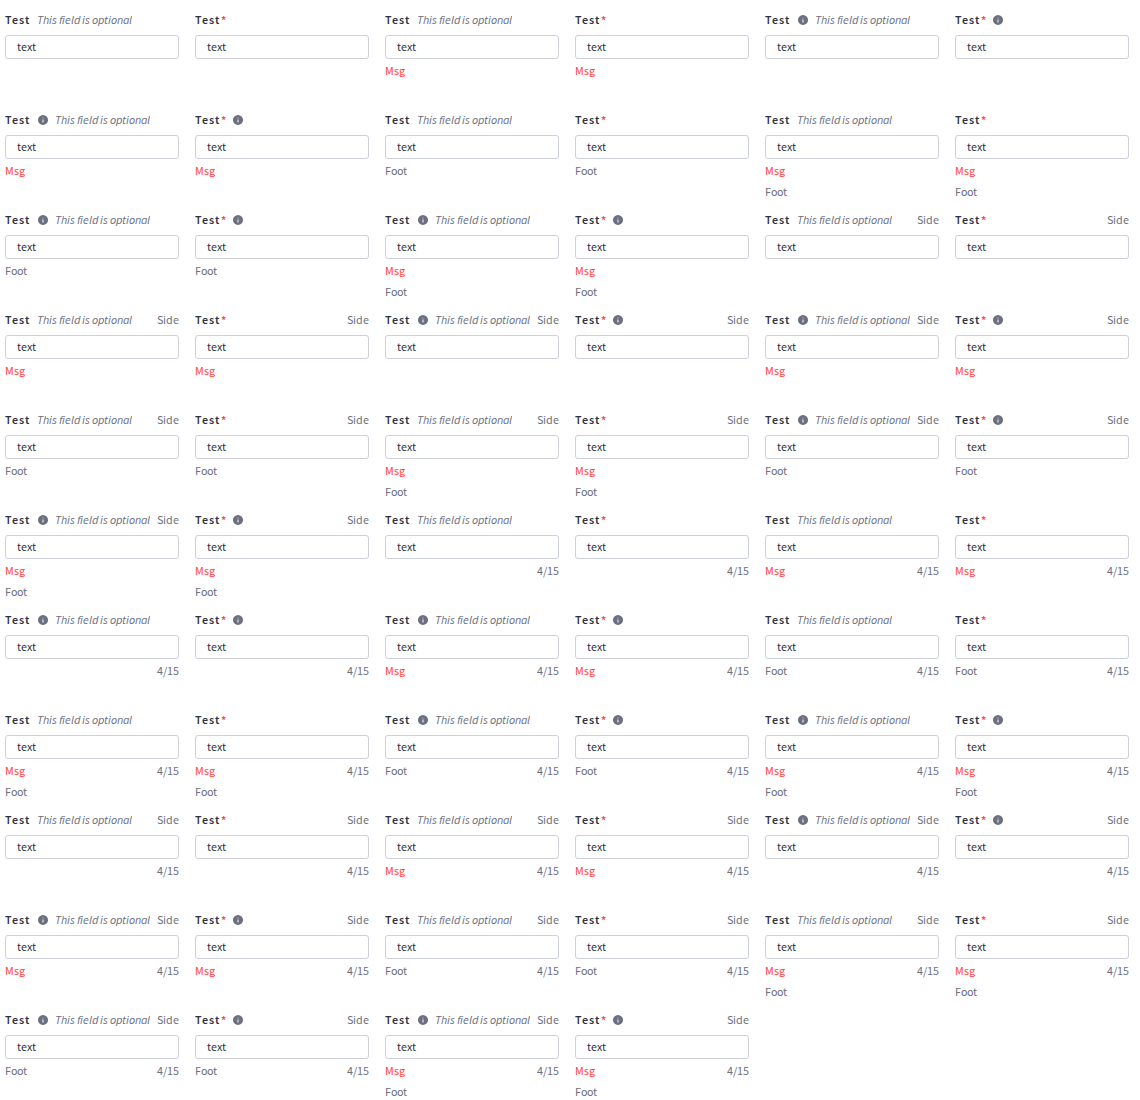 Test This field is optional Test* Test This field is optional Test* Test This field is optional Test*
text text text text text text
Msg Msg
Test This field is optional Test* Test This field is optional Test* Test This field is optional Test*
text text text text text text
Msg Msg Foot Foot Msg Msg
Foot Foot
Test This field is optional Test* Test This field is optional Test* Test This field is optional Side Test* Side
text text text text text text
Foot Foot Msg Msg
Foot Foot
Test This field is optional Side Test* Side Test This field is optional Side Test* Side Test This field is optional Side Test* Side
text text text text text text
Msg Msg Msg Msg
Test This field is optional Side Test* Side Test This field is optional Side Test* Side Test This field is optional Side Test* Side
text text text text text text
Foot Foot Msg Msg Foot Foot
Foot Foot
Test This field is optional Side Test* Side Test This field is optional Test* Test This field is optional Test*
text text text text text text
Msg Msg 4/15 4/15 Msg 4/15 Msg 4/15
Foot Foot
Test This field is optional Test* Test This field is optional Test* Test This field is optional Test*
text text text text text text
4/15 4/15 Msg 4/15 Msg 4/15 Foot 4/15 Foot 4/15
Test This field is optional Test* Test This field is optional Test* Test This field is optional Test*
text text text text text text
Msg 4/15 Msg 4/15 Foot 4/15 Foot 4/15 Msg 4/15 Msg 4/15
Foot Foot Foot Foot
Test This field is optional Side Test* Side Test This field is optional Side Test* Side Test This field is optional Side Test* Side
text text text text text text
4/15 4/15 Msg 4/15 Msg 4/15 4/15 4/15
Test This field is optional Side Test* Side Test This field is optional Side Test* Side Test This field is optional Side Test* Side
text text text text text text
Msg 4/15 Msg 4/15 Foot 4/15 Foot 4/15 Msg 4/15 Msg 4/15
Foot Foot
Test This field is optional Side Test* Side Test This field is optional Side Test* Side
text text text text
Foot 4/15 Foot 4/15 Msg 4/15 Msg 4/15
Foot Foot